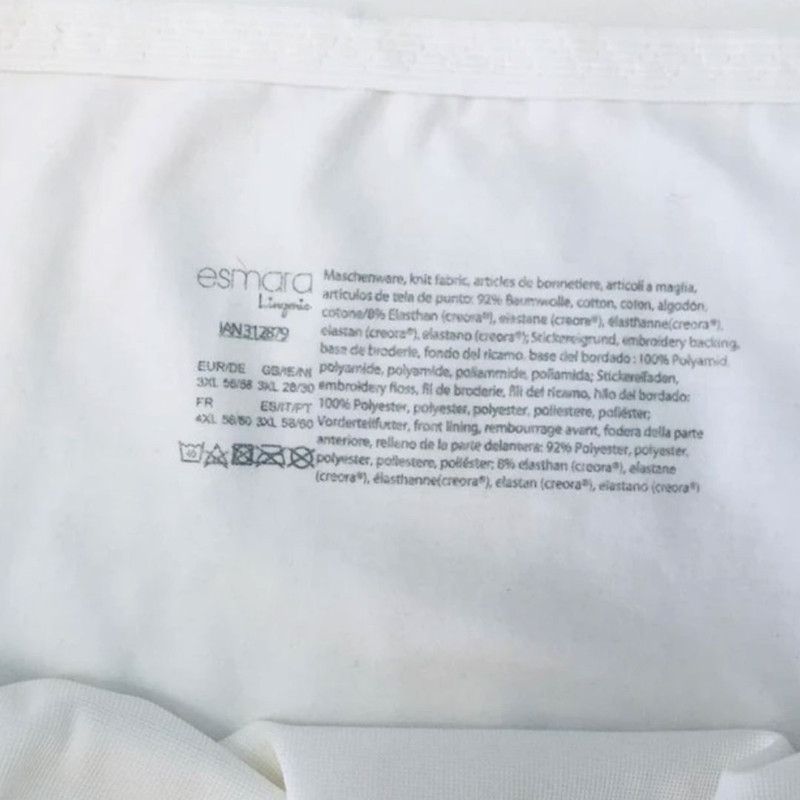 esmara
Lingerie
IAN 312879
EUR/DE GB/IE/NI
3XL 56/58 3XL 28/30
FR ES/IT/PT
4XL 56/60 3XL 58/60
40
Maschenware, knit fabric, articles de bonnetiere, articoli a maglia,
artículos de tela de punto: 92% Baumwolle, cotton, coton, algodón,
cotone/8% Elasthan (creora®), elastane (creora®), élasthanne(creora®),
elastan (creora®), elastano (creora®); Stickereigrund, embroidery backing,
base de broderie, fondo del ricamo, base del bordado: 100% Polyamid,
polyamide, polyamide, poliammide, poliamida; Stickereifaden,
embroidery floss, fil de broderie, fili del ricamo, hilo del bordado:
100% Polyester, polyester, polyester, poliestere, poliéster;
Vorderteilfutter, front lining, rembourrage avant, fodera della parte
anteriore, relleno de la parte delantera: 92% Polyester, polyester,
polyester, poliestere, poliéster; 8% elasthan (creora®), elastane
(creora®), élasthanne(creora®), elastan (creora®), elastano (creora®)